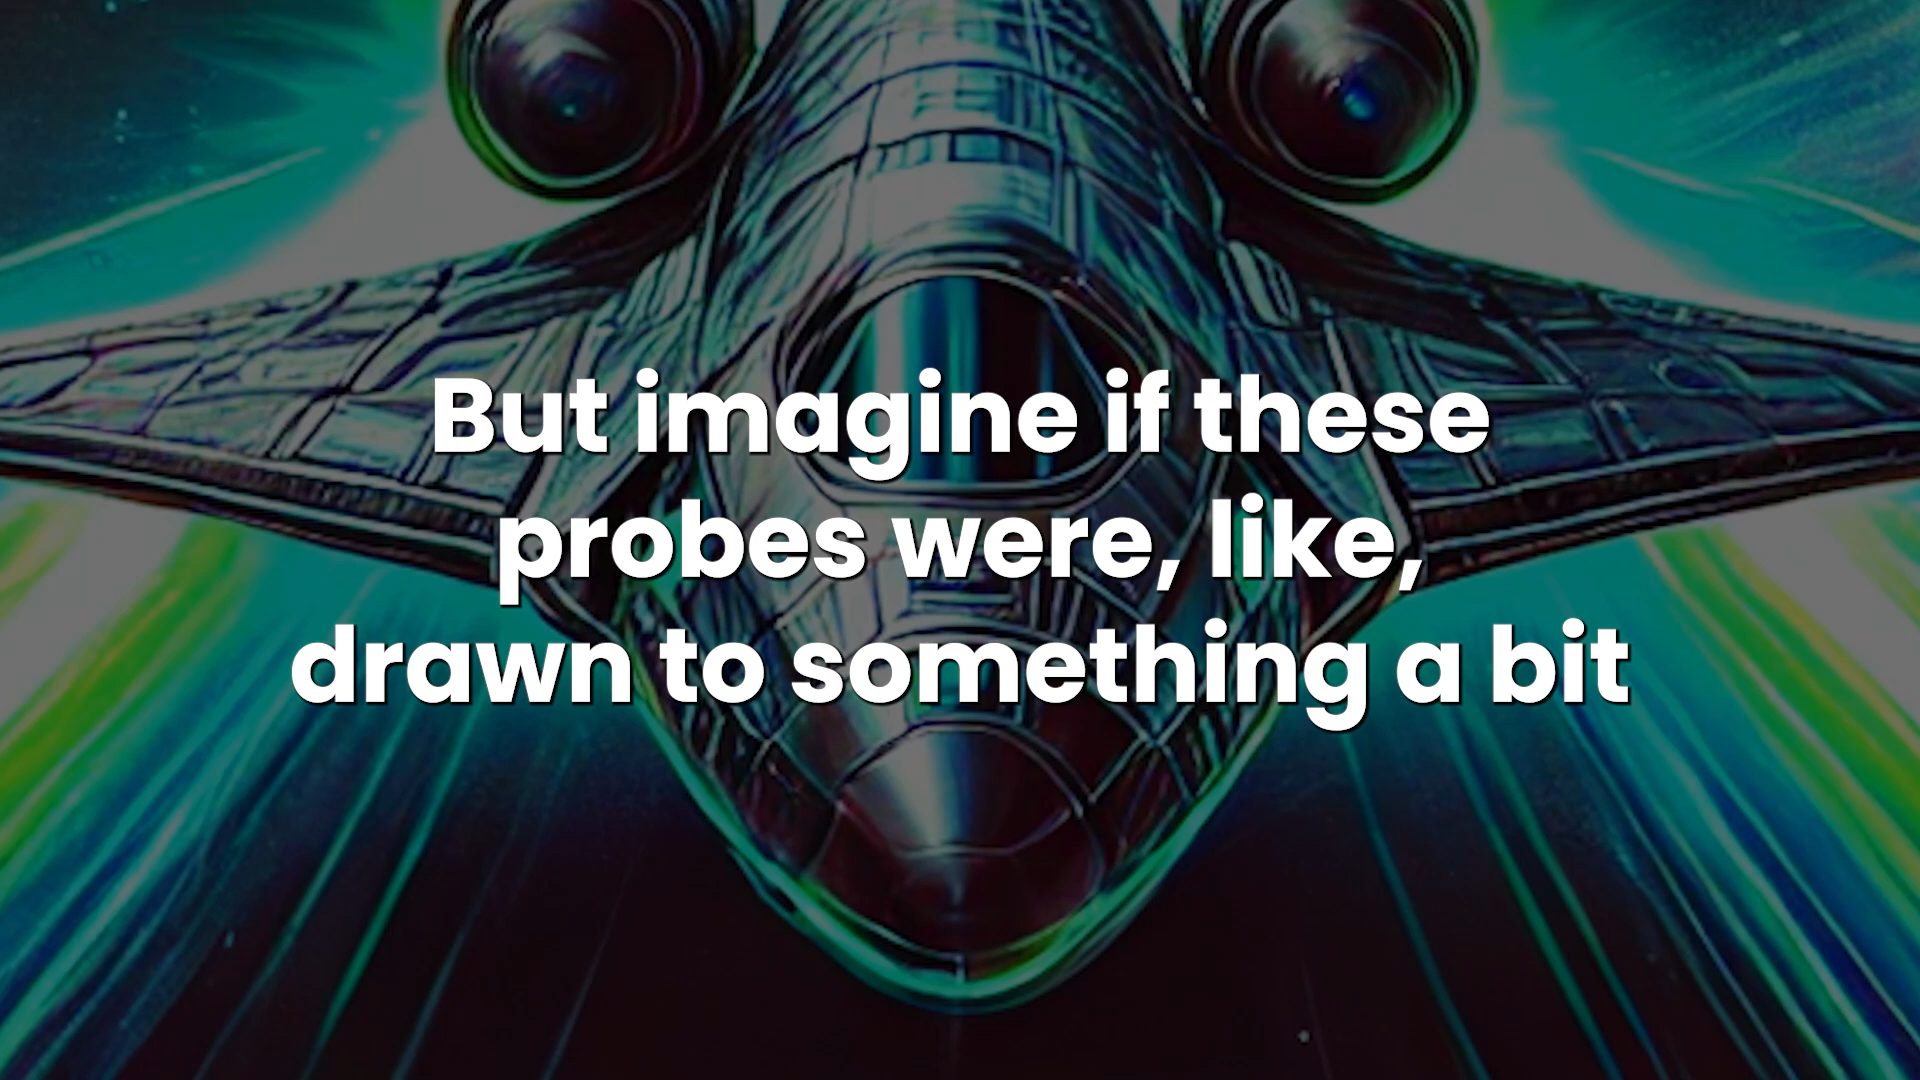 But imagine if these
probes were, like,
drawn to something a bit